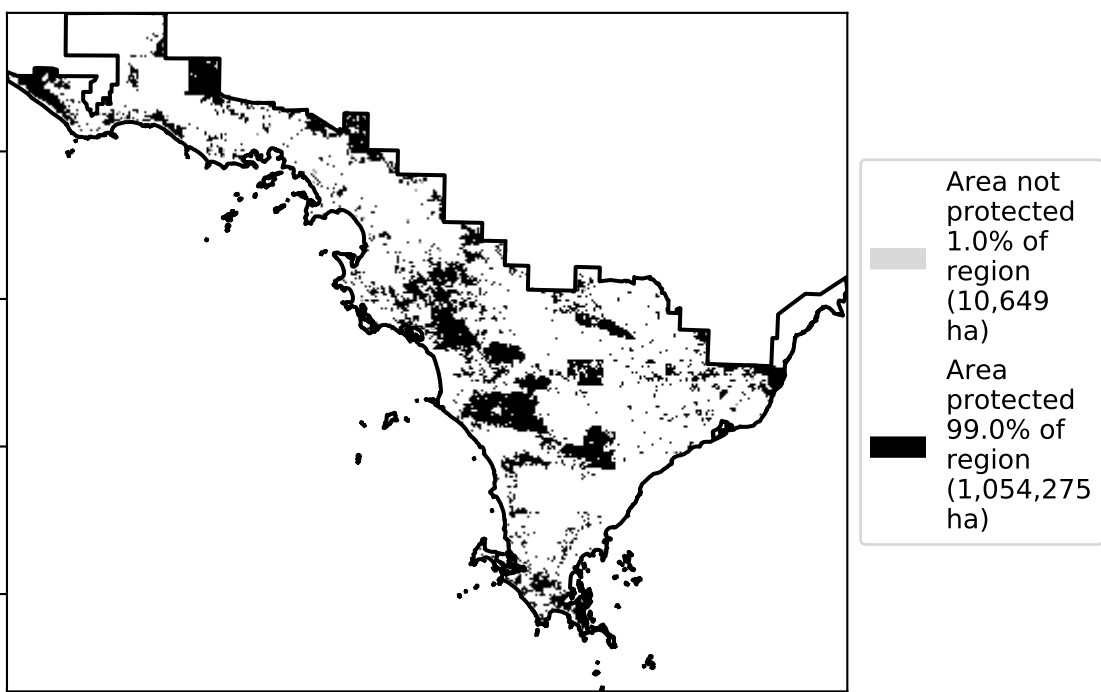 Area not
protected
1.0% of
region
(10,649
ha)
Area
protected
99.0% of
region
(1,054,275
ha)